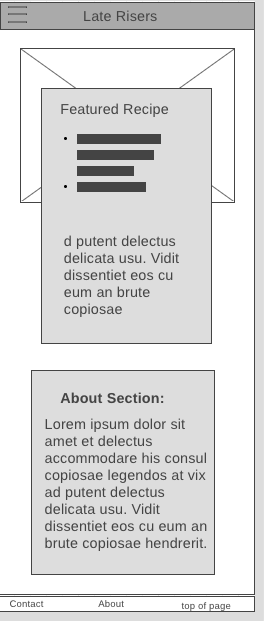 Late Risers
Featured Recipe
d putent delectus
delicata usu. Vidit
dissentiet eos cu
eum an brute
copiosae
About Section:
Lorem ipsum dolor sit
amet et delectus
accommodare his consul
copiosae legendos at vix
ad putent delectus
delicata usu. Vidit
dissentiet eos cu eum an
brute copiosae hendrerit.
Contact About top of page